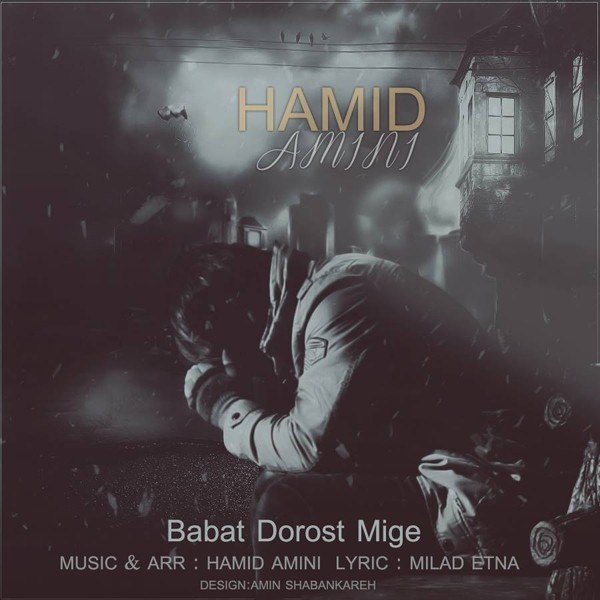 HAMID
AMINI
Babat Dorost Mige
MUSIC & ARR : HAMID AMINI LYRIC : MILAD ETNA
DESIGN:AMIN SHABANKAREH